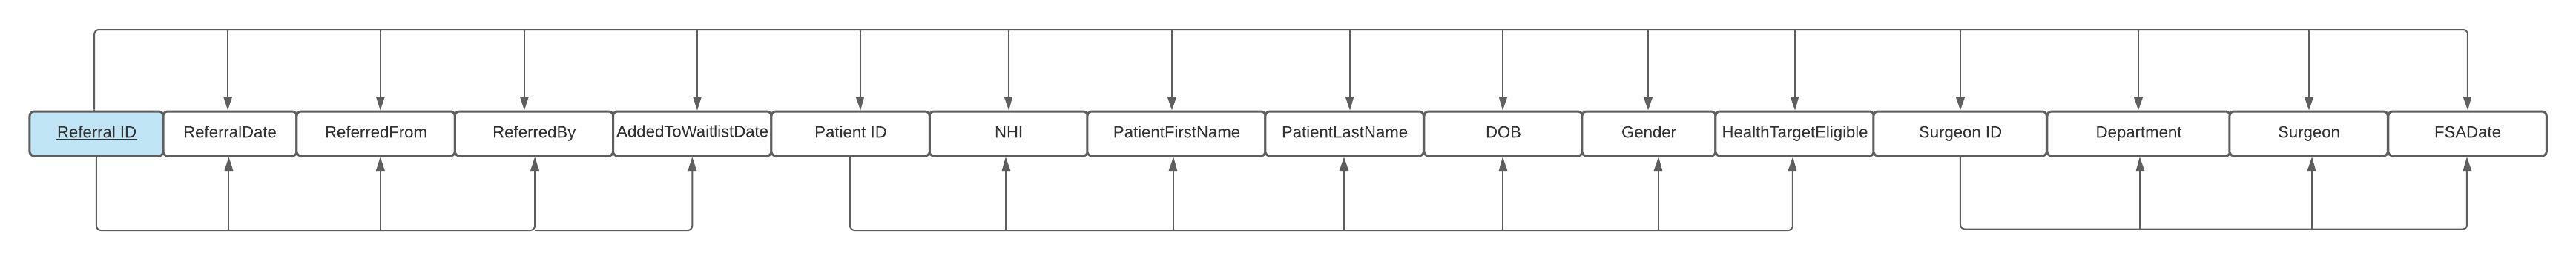 Referral ID
ReferralDate
ReferredFrom
ReferredBy
AddedToWaitlistDate
Patient ID
NHI
PatientFirstName
PatientLastName
DOB
Gender
HealthTargetEligible
Surgeon ID
Department
Surgeon
FSADate